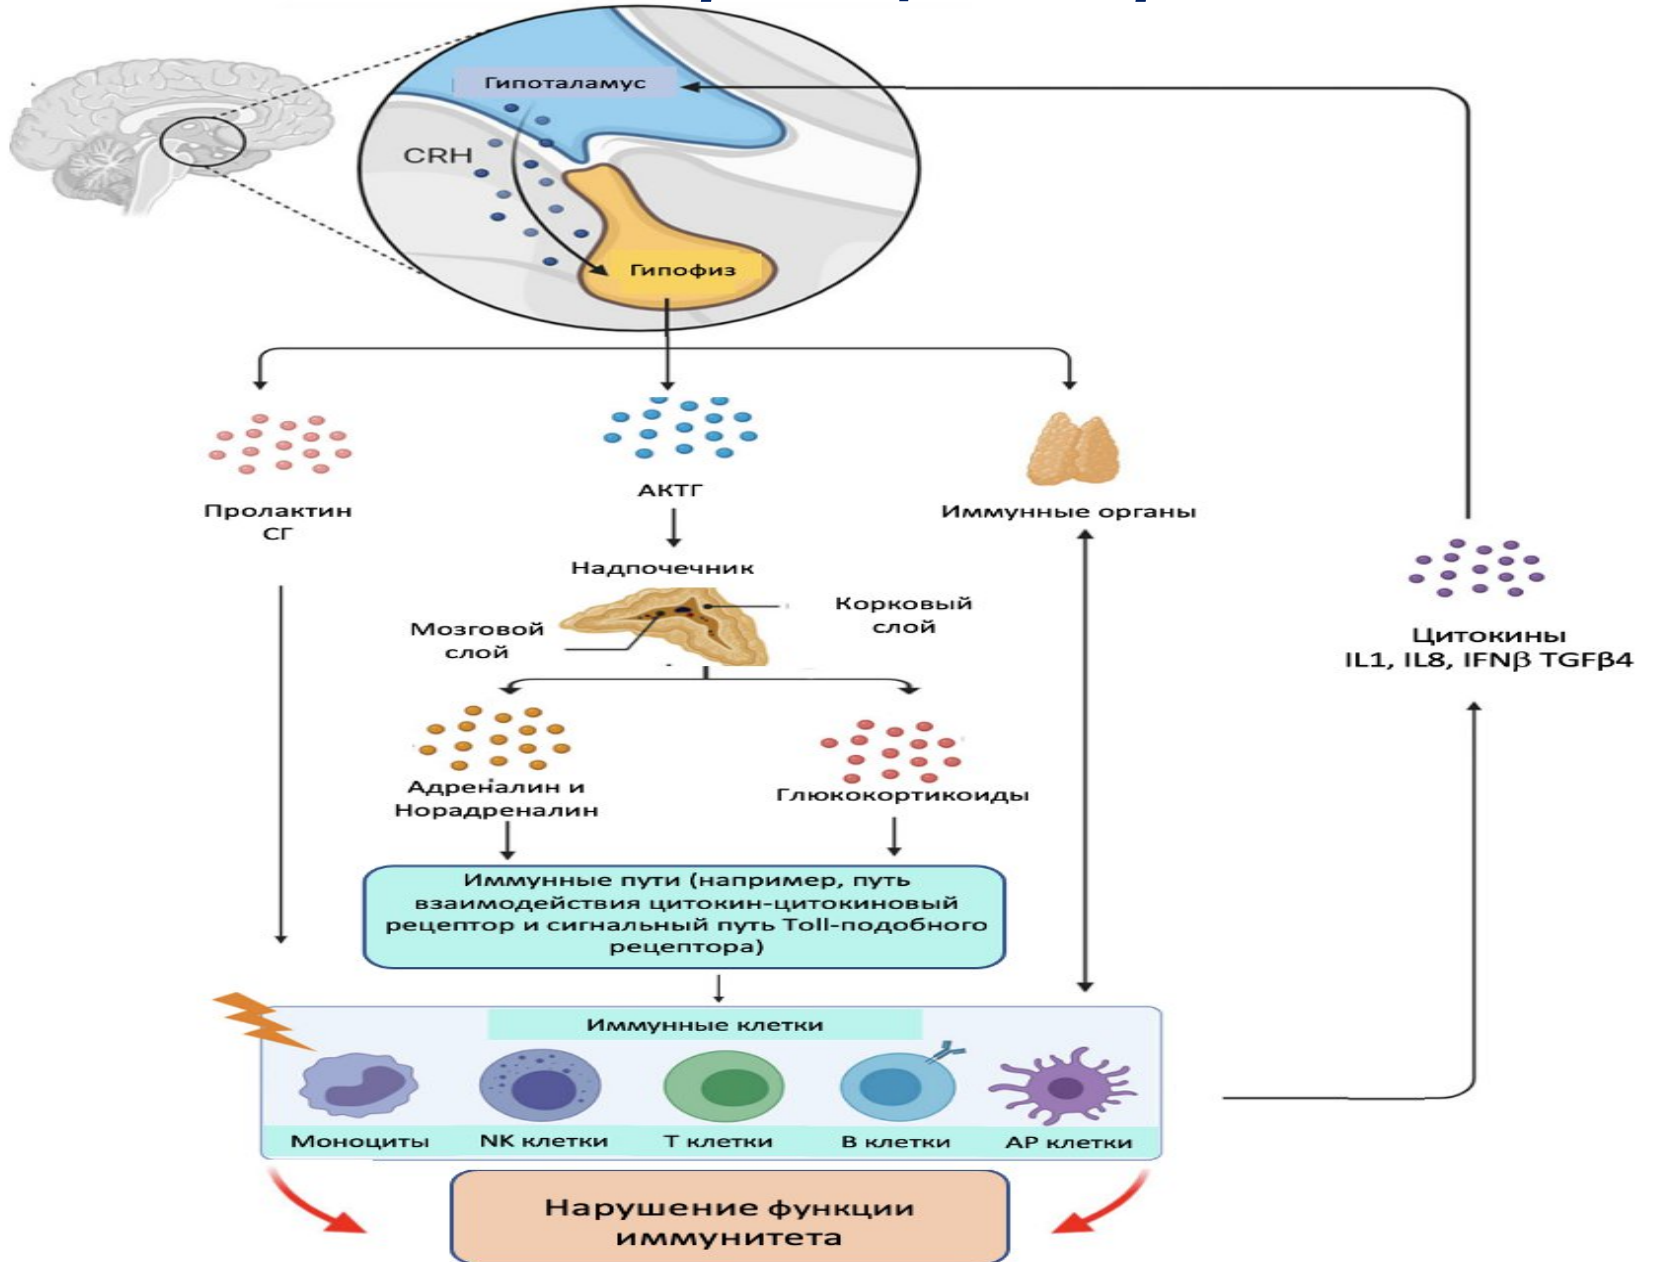 Гипоталамус
CRH
Гипофиз
Пролактин
СГ
АКТГ
Иммунные органы
Надпочечник
Корковый
слой
Мозговой
слой
Цитокины
IL1, IL8, IFNβ TGFβ4
Адреналин и
Норадреналин
Глюкокортикоиды
Иммунные пути (например, путь
взаимодействия цитокин-цитокиновый
рецептор и сигнальный путь Toll-подобного
рецептора)
Иммунные клетки
Моноциты
NK клетки
Т клетки
В клетки
АР клетки
Нарушение функции
иммунитета